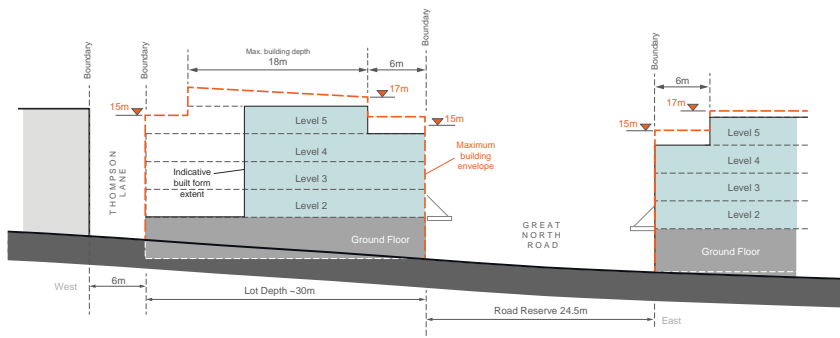 Boundary
Boundary
Max. building depth
18m
6m
Boundary
Boundary
6m
15m
17m
15m
17m
15m
Level 5
Level 4
Level 3
Level 2
Ground Floor
THOMPSON
LANE
Indicative
built form
extent
Maximum
building
envelope
GREAT
NORTH
ROAD
Level 5
Level 4
Level 3
Level 2
Ground Floor
West
6m
Lot Depth ~30m
Road Reserve 24.5m
East